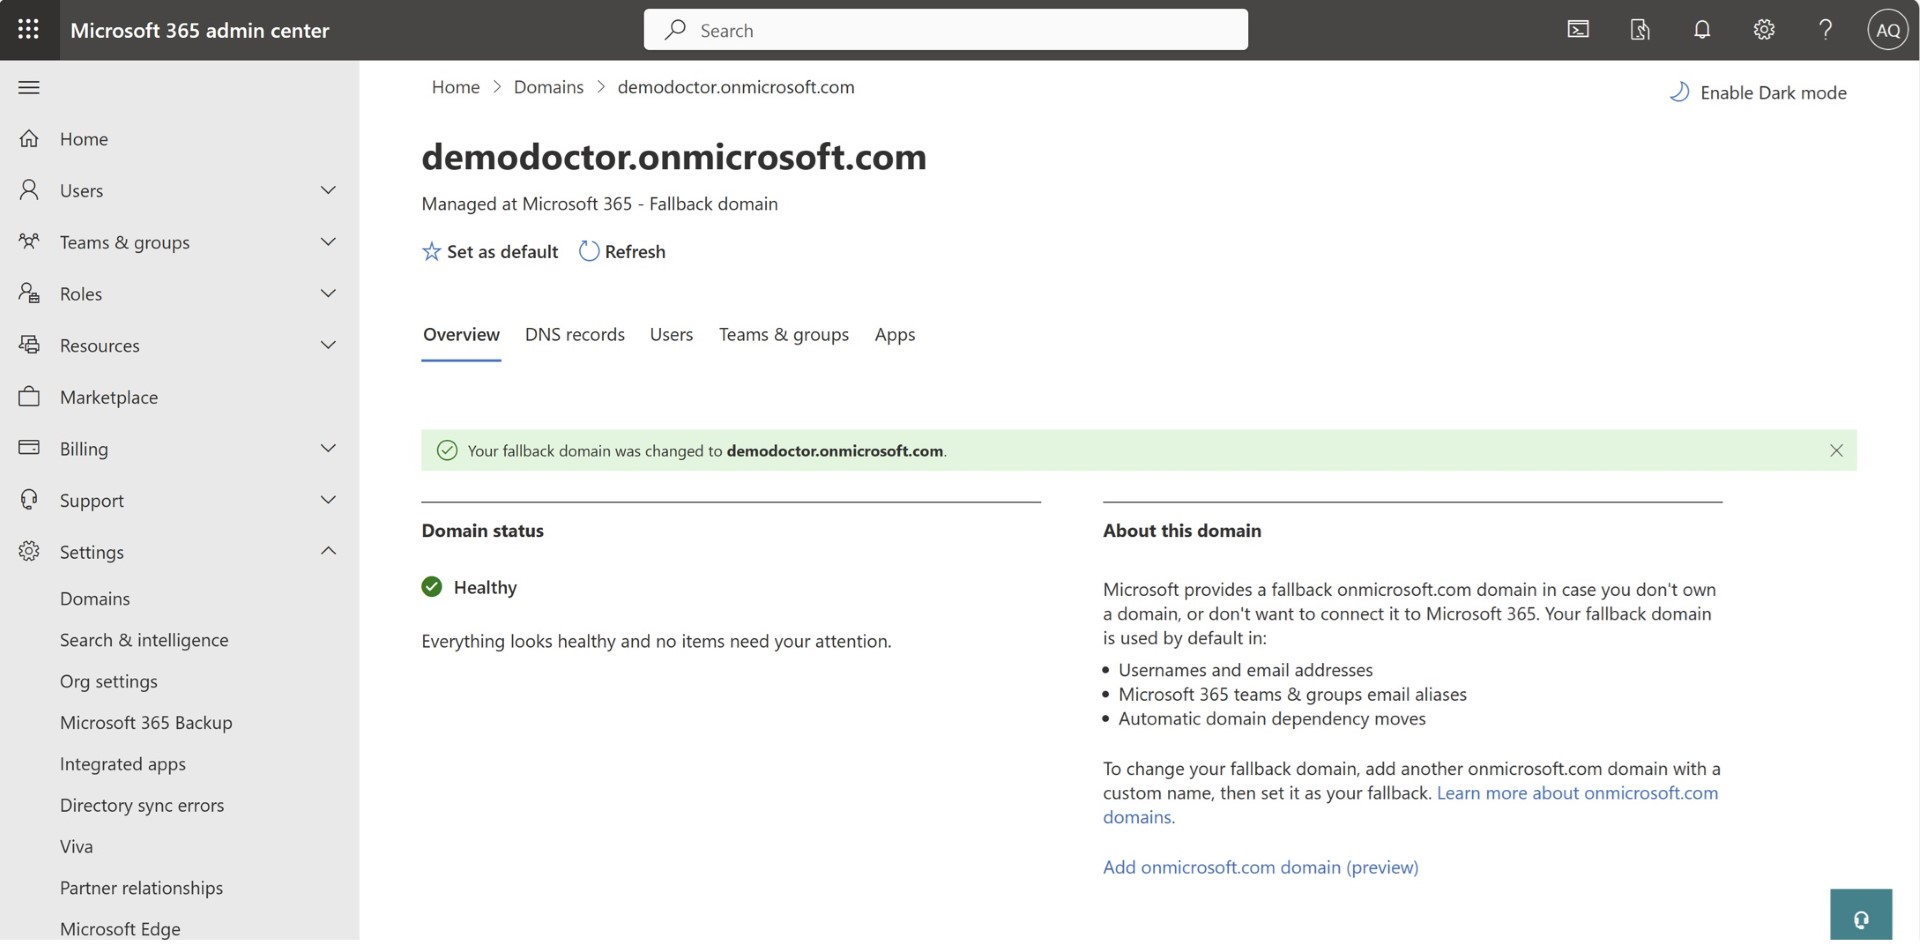 Microsoft 365 admin center
Search
AQ
Home > Domains > demodoctor.onmicrosoft.com
Enable Dark mode
Home
Users
Teams & groups
Roles
Resources
Marketplace
Billing
Support
Settings
Domains
Search & intelligence
Org settings
Microsoft 365 Backup
Integrated apps
Directory sync errors
Viva
Partner relationships
Microsoft Edge
demodoctor.onmicrosoft.com
Managed at Microsoft 365 - Fallback domain
Set as default Refresh
Overview DNS records Users Teams & groups Apps
Your fallback domain was changed to demodoctor.onmicrosoft.com.
Domain status
Healthy
Everything looks healthy and no items need your attention.
About this domain
Microsoft provides a fallback onmicrosoft.com domain in case you don't own
a domain, or don't want to connect it to Microsoft 365. Your fallback domain
is used by default in:
• Usernames and email addresses
• Microsoft 365 teams & groups email aliases
• Automatic domain dependency moves
To change your fallback domain, add another onmicrosoft.com domain with a
custom name, then set it as your fallback. Learn more about onmicrosoft.com
domains.
Add onmicrosoft.com domain (preview)